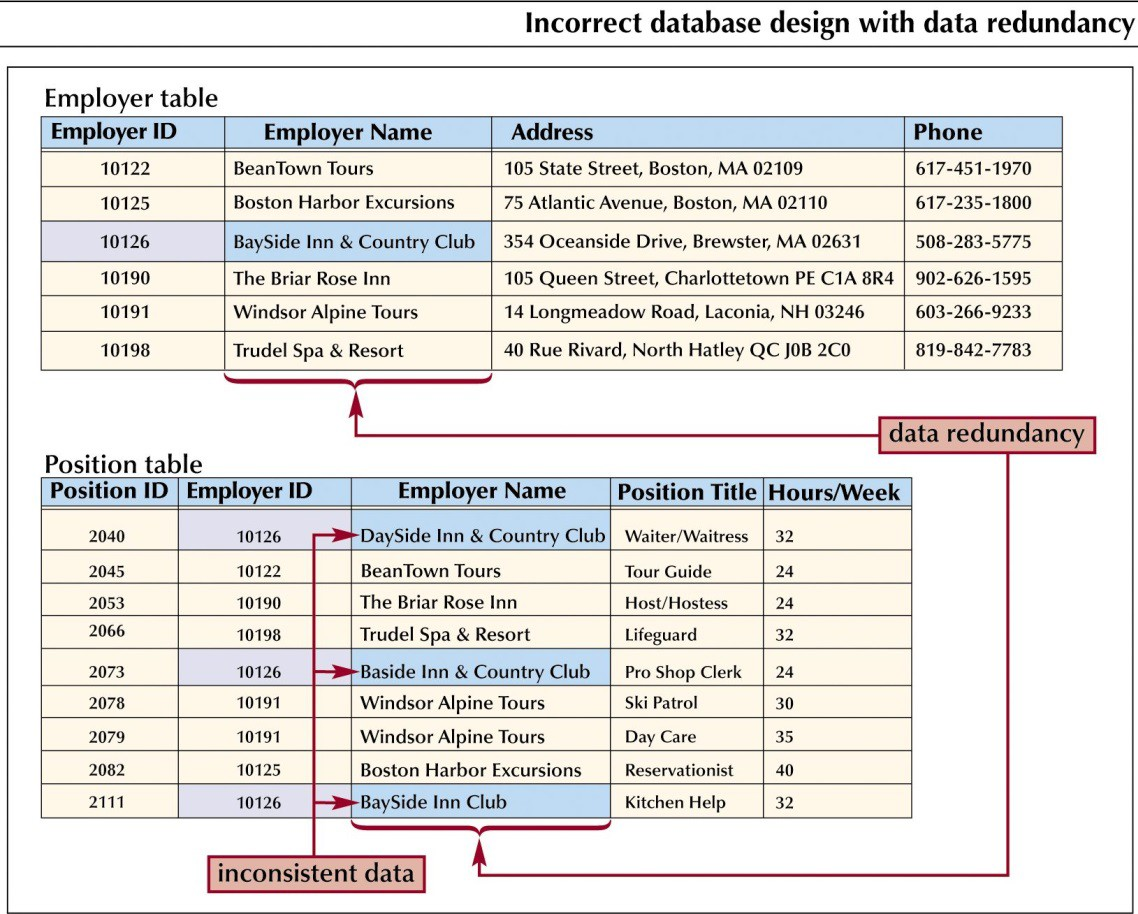 Incorrect database design with data redundancy
Employer table
Employer ID Employer Name Address Phone
10122 BeanTown Tours 105 State Street, Boston, MA 02109 617-451-1970
10125 Boston Harbor Excursions 75 Atlantic Avenue, Boston, MA 02110 617-235-1800
10126 BaySide Inn & Country Club 354 Oceanside Drive, Brewster, MA 02631 508-283-5775
10190 The Briar Rose Inn 105 Queen Street, Charlottetown PE C1A 8R4 902-626-1595
10191 Windsor Alpine Tours 14 Longmeadow Road, Laconia, NH 03246 603-266-9233
10198 Trudel Spa & Resort 40 Rue Rivard, North Hatley QC J0B 2C0 819-842-7783
data redundancy
Position table
Position ID Employer ID Employer Name Position Title Hours/Week
2040 10126 DaySide Inn & Country Club Waiter/Waitress 32
2045 10122 BeanTown Tours Tour Guide 24
2053 10190 The Briar Rose Inn Host/Hostess 24
2066 10198 Trudel Spa & Resort Lifeguard 32
2073 10126 Baside Inn & Country Club Pro Shop Clerk 24
2078 10191 Windsor Alpine Tours Ski Patrol 30
2079 10191 Windsor Alpine Tours Day Care 35
2082 10125 Boston Harbor Excursions Reservationist 40
2111 10126 BaySide Inn Club Kitchen Help 32
inconsistent data